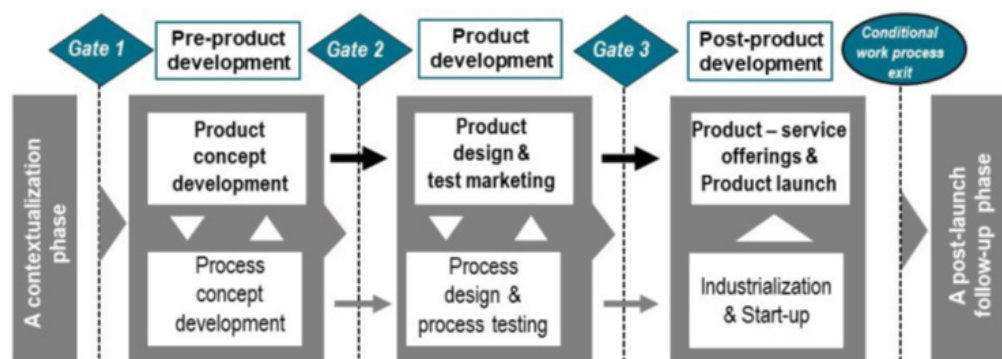 Gate 1
Pre-product
development
Gate 2
Product
development
Gate 3
Post-product
development
Conditional
work process
exit
A contextualization
phase
Product
concept
development
Product
design &
test marketing
Product – service
offerings &
Product launch
Process
concept
development
Process
design &
process testing
Industrialization
& Start-up
A post-launch
follow-up phase